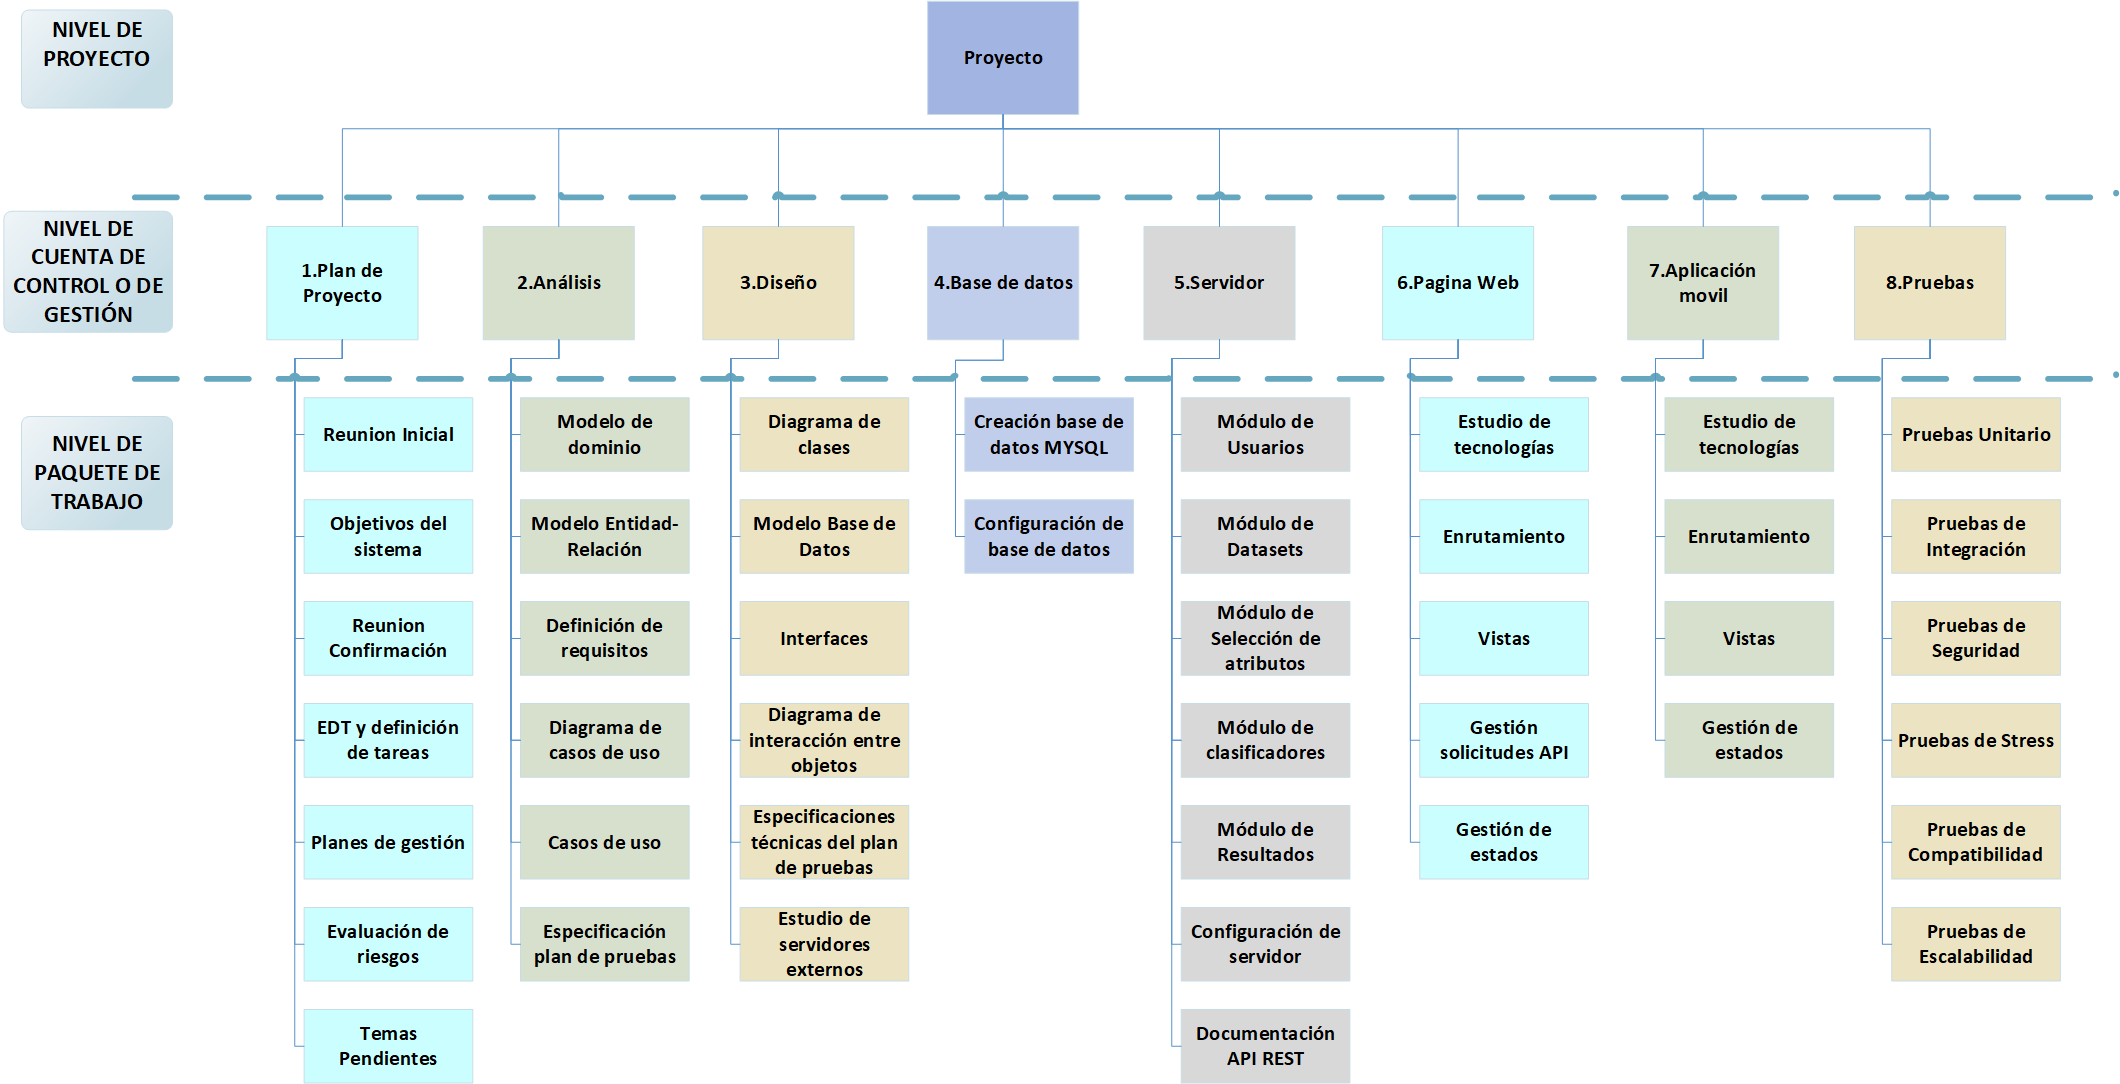 NIVEL DE
PROYECTO
Proyecto
NIVEL DE
CUENTA DE
CONTROL O DE
GESTIÓN
1.Plan de
Proyecto
2.Análisis
3.Diseño
4.Base de datos
5.Servidor
6.Pagina Web
7.Aplicación
movil
8.Pruebas
NIVEL DE
PAQUETE DE
TRABAJO
Reunion Inicial
Objetivos del
sistema
Reunion
Confirmación
EDT y definición
de tareas
Planes de gestión
Evaluación de
riesgos
Temas
Pendientes
Modelo de
dominio
Modelo Entidad-
Relación
Definición de
requisitos
Diagrama de
casos de uso
Casos de uso
Especificación
plan de pruebas
Diagrama de
clases
Modelo Base de
Datos
Interfaces
Diagrama de
interacción entre
objetos
Especificaciones
técnicas del plan
de pruebas
Estudio de
servidores
externos
Creación base de
datos MYSQL
Configuración de
base de datos
Módulo de
Usuarios
Módulo de
Datasets
Módulo de
Selección de
atributos
Módulo de
clasificadores
Módulo de
Resultados
Configuración de
servidor
Documentación
API REST
Estudio de
tecnologías
Enrutamiento
Vistas
Gestión
solicitudes API
Gestión de
estados
Estudio de
tecnologías
Enrutamiento
Vistas
Gestión de
estados
Pruebas Unitario
Pruebas de
Integración
Pruebas de
Seguridad
Pruebas de Stress
Pruebas de
Compatibilidad
Pruebas de
Escalabilidad